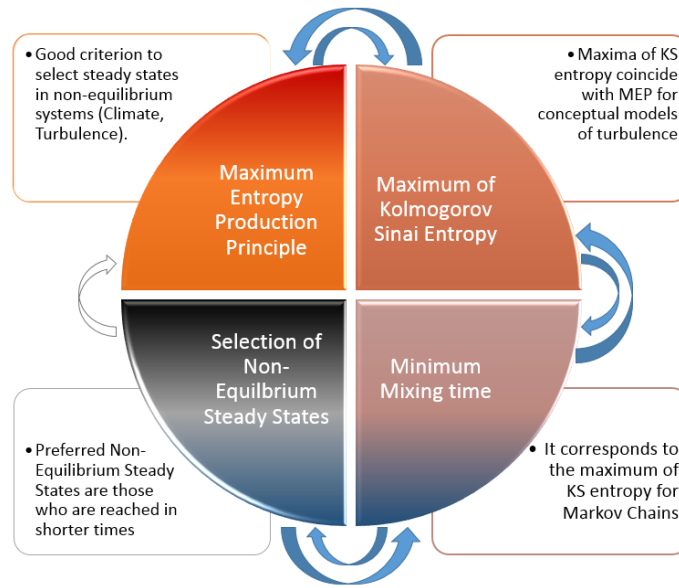 •Good criterion to
select steady states
in non-equilibrium
systems (Climate,
Turbulence).
•Maxima of KS
entropy coincide
with MEP for
conceptual models
of turbulence
Maximum
Entropy
Production
Principle
Maximum of
Kolmogorov
Sinai Entropy
Selection of
Non-
Equilbrium
Steady States
Minimum
Mixing time
•Preferred Non-
Equilibrium Steady
States are those
who are reached in
shorter times
•It corresponds to
the maximum of
KS entropy for
Markov Chains